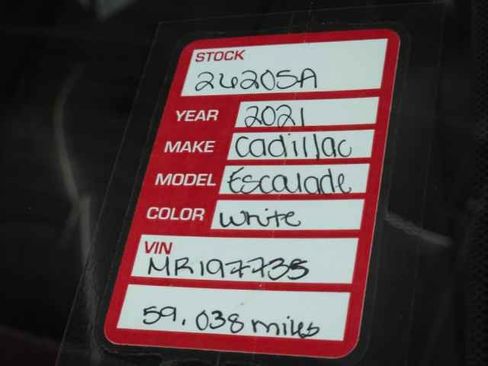 STOCK
26205A
YEAR 2021
MAKE Cadillac
MODEL Escalade
COLOR White
VIN
MR197735
59,038 miles